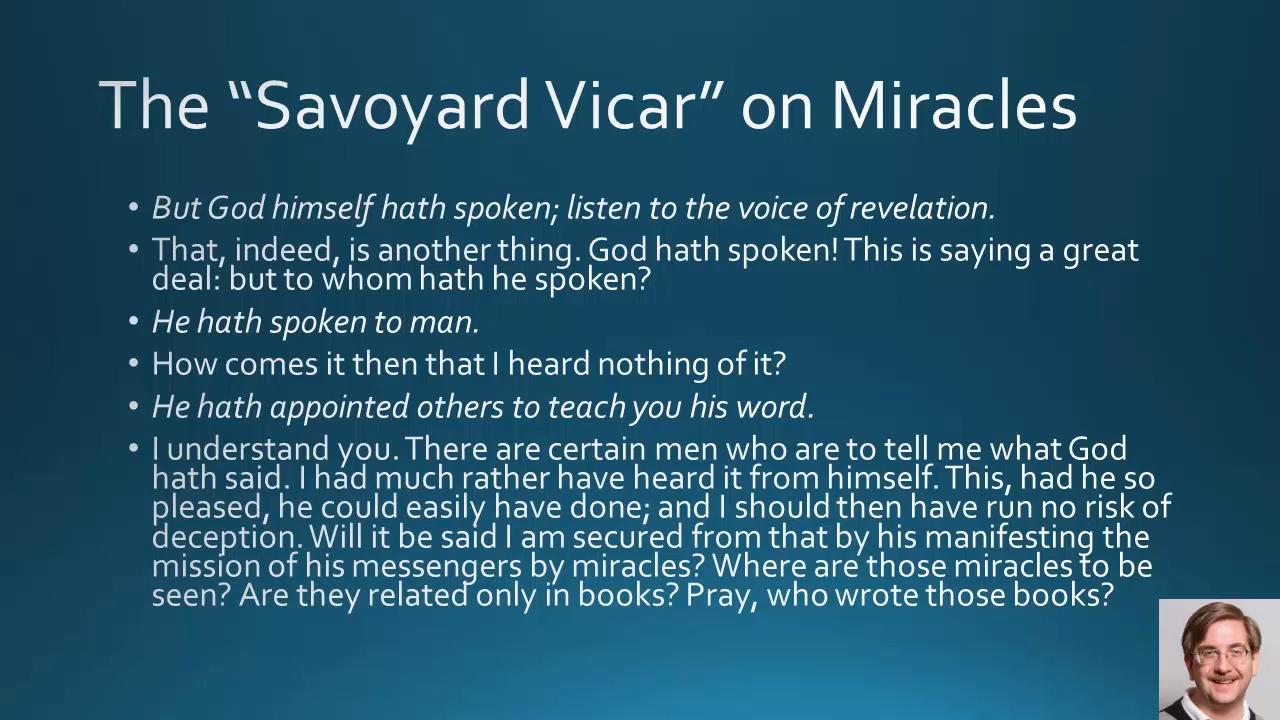 The “Savoyard Vicar” on Miracles
• But God himself hath spoken; listen to the voice of revelation.
• That, indeed, is another thing. God hath spoken! This is saying a great
deal: but to whom hath he spoken?
• He hath spoken to man.
• How comes it then that I heard nothing of it?
• He hath appointed others to teach you his word.
• I understand you. There are certain men who are to tell me what God
hath said. I had much rather have heard it from himself. This, had he so
pleased, he could easily have done; and I should then have run no risk of
deception. Will it be said I am secured from that by his manifesting the
mission of his messengers by miracles? Where are those miracles to be
seen? Are they related only in books? Pray, who wrote those books?